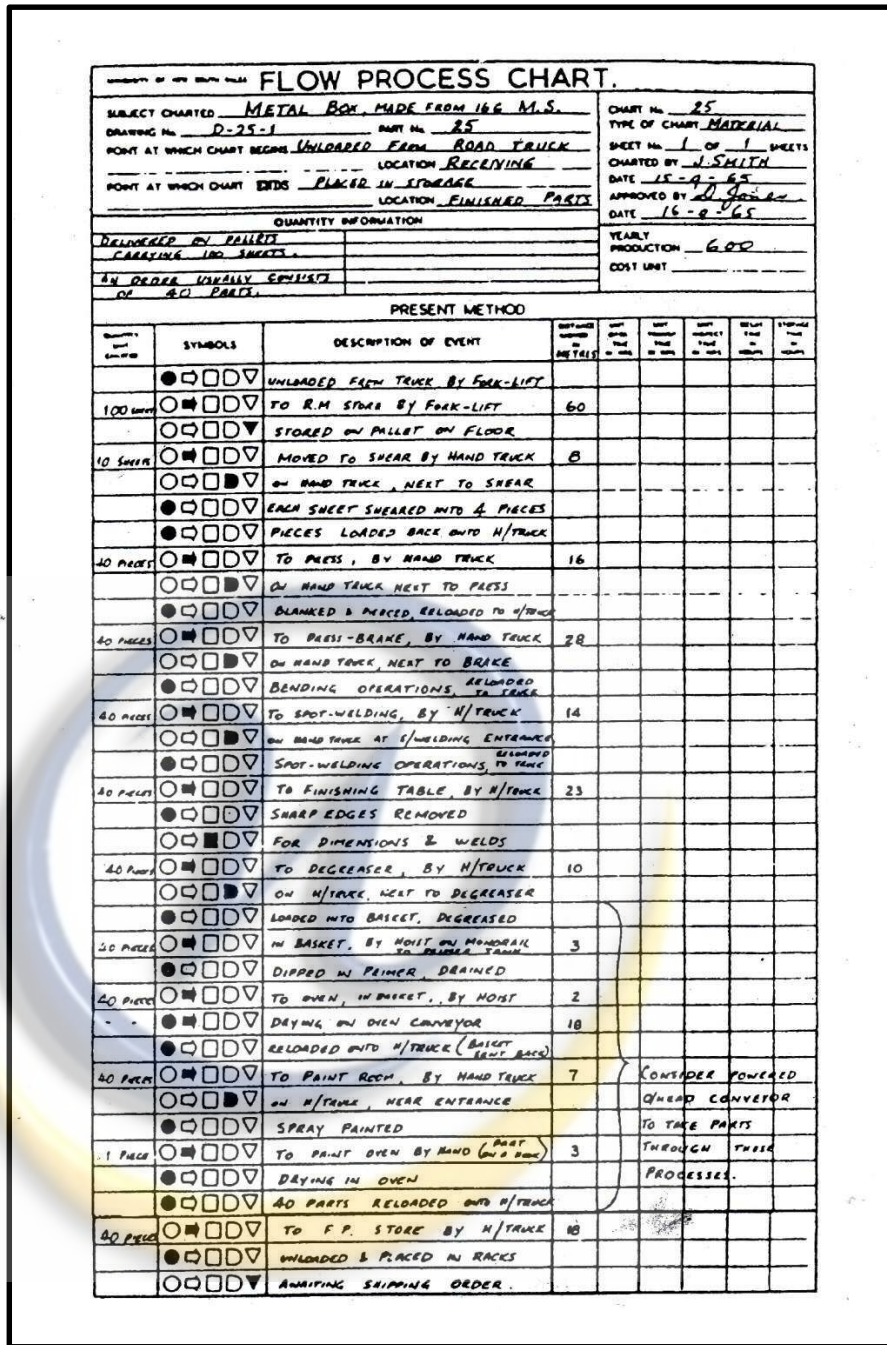 UNIVERSITY OF NEW SOUTH WALES FLOW PROCESS CHART.
SUBJECT CHARTED METAL BOX, MADE FROM 16G M.S.
DRAWING No D-25-1 PART No 25
POINT AT WHICH CHART BEGINS UNLOADED FROM ROAD TRUCK
LOCATION RECEIVING
POINT AT WHICH CHART ENDS PLACED IN STORAGE
LOCATION FINISHED PARTS
CHART No 25
TYPE OF CHART MATERIAL
SHEET No 1 OF 1 SHEETS
CHARTED BY J. SMITH
DATE 15-9-65
APPROVED BY D. Jones
DATE 16-9-65
QUANTITY INFORMATION
DELIVERED ON PALLETS
CARRYING 100 SHEETS.
AN ORDER USUALLY CONSISTS
OF 40 PARTS.
YEARLY
PRODUCTION 600
COST UNIT
PRESENT METHOD
SYMBOLS DESCRIPTION OF EVENT METRES
UNLOADED FROM TRUCK BY FORK-LIFT
100 SHEETS TO R.M STORE BY FORK-LIFT 60
STORED ON PALLET ON FLOOR
10 SHEETS MOVED TO SHEAR BY HAND TRUCK 8
ON HAND TRUCK, NEXT TO SHEAR
EACH SHEET SHEARED INTO 4 PIECES
PIECES LOADED BACK ONTO H/TRUCK
40 PIECES TO PRESS, BY HAND TRUCK 16
ON HAND TRUCK NEXT TO PRESS
BLANKED & PIERCED, RELOADED TO H/TRUCK
40 PIECES TO PRESS-BRAKE, BY HAND TRUCK 28
ON HAND TRUCK, NEXT TO BRAKE
BENDING OPERATIONS, RELOADED TO TRUCK
40 PIECES TO SPOT-WELDING, BY H/TRUCK 14
ON HAND TRUCK AT S/WELDING ENTRANCE
SPOT-WELDING OPERATIONS, RELOADED TO TRUCK
40 PIECES TO FINISHING TABLE, BY H/TRUCK 23
SHARP EDGES REMOVED
FOR DIMENSIONS & WELDS
40 PIECES TO DEGREASER, BY H/TRUCK 10
ON H/TRUCK, NEXT TO DEGREASER
LOADED INTO BASKET, DEGREASED
PIECES IN BASKET, BY HOIST ON MONORAIL TO PRIMER TANK 3
DIPPED IN PRIMER, DRAINED
40 PIECES TO OVEN, IN BASKET, BY HOIST 2
" " DRYING ON OVEN CONVEYOR 18
RELOADED ONTO H/TRUCK (BASKET SENT BACK)
40 PIECES TO PAINT ROOM, BY HAND TRUCK 7
ON H/TRUCK, NEAR ENTRANCE
SPRAY PAINTED
1 PIECE TO PAINT OVEN BY HAND (PART ON A HOOK) 3
DRYING IN OVEN
40 PARTS RELOADED ONTO H/TRUCK
CONSIDER POWERED
O/HEAD CONVEYOR
TO TAKE PARTS
THROUGH THESE
PROCESSES.
40 PIECES TO F.P. STORE BY H/TRUCK 18
UNLOADED & PLACED IN RACKS
AWAITING SHIPPING ORDER.